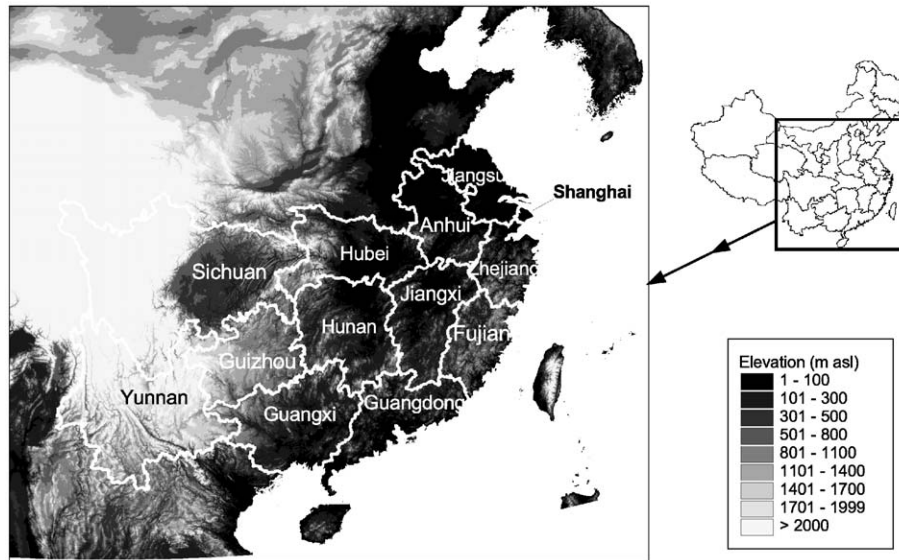 Jiangsu
Shanghai
Anhui
Hubei
Sichuan
Zhejiang
Jiangxi
Hunan
Fujian
Guizhou
Yunnan
Guangxi
Guangdong
Elevation (m asl)
1 - 100
101 - 300
301 - 500
501 - 800
801 - 1100
1101 - 1400
1401 - 1700
1701 - 1999
> 2000